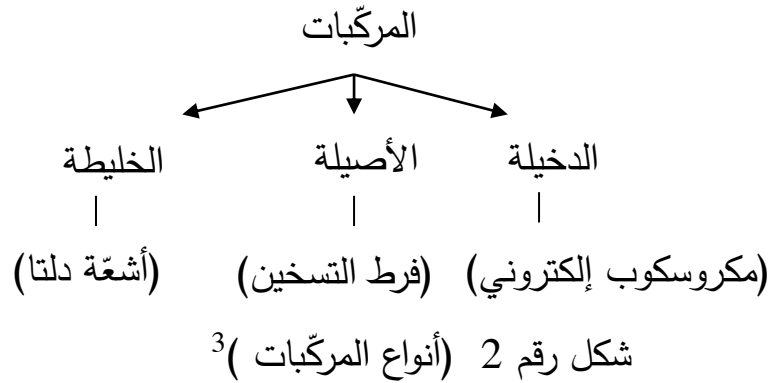 المركّبات
الدخيلة الأصيلة الخليطة
(مكروسكوب إلكتروني) (فرط التسخين) (أشعّة دلتا)
شكل رقم 2 (أنواع المركّبات )3